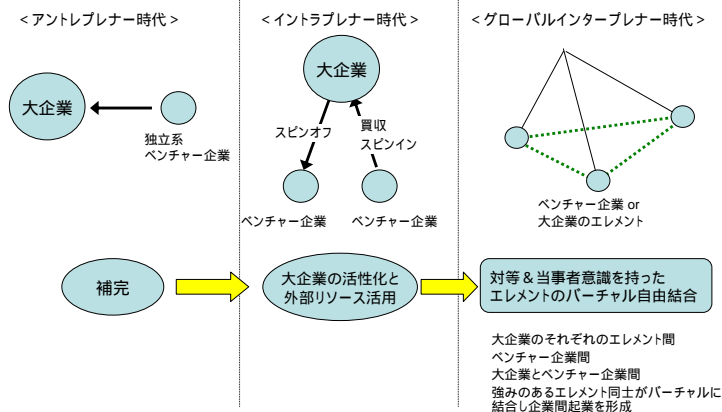 ＜アントレプレナー時代＞
大企業
独立系
ベンチャー企業
補完
＜イントラプレナー時代＞
大企業
スピンオフ
買収
スピンイン
ベンチャー企業
ベンチャー企業
大企業の活性化と
外部リソース活用
＜グローバルインタープレナー時代＞
ベンチャー企業 or
大企業のエレメント
対等＆当事者意識を持った
エレメントのバーチャル自由結合
大企業のそれぞれのエレメント間
ベンチャー企業間
大企業とベンチャー企業間
強みのあるエレメント同士がバーチャルに
結合し企業間起業を形成